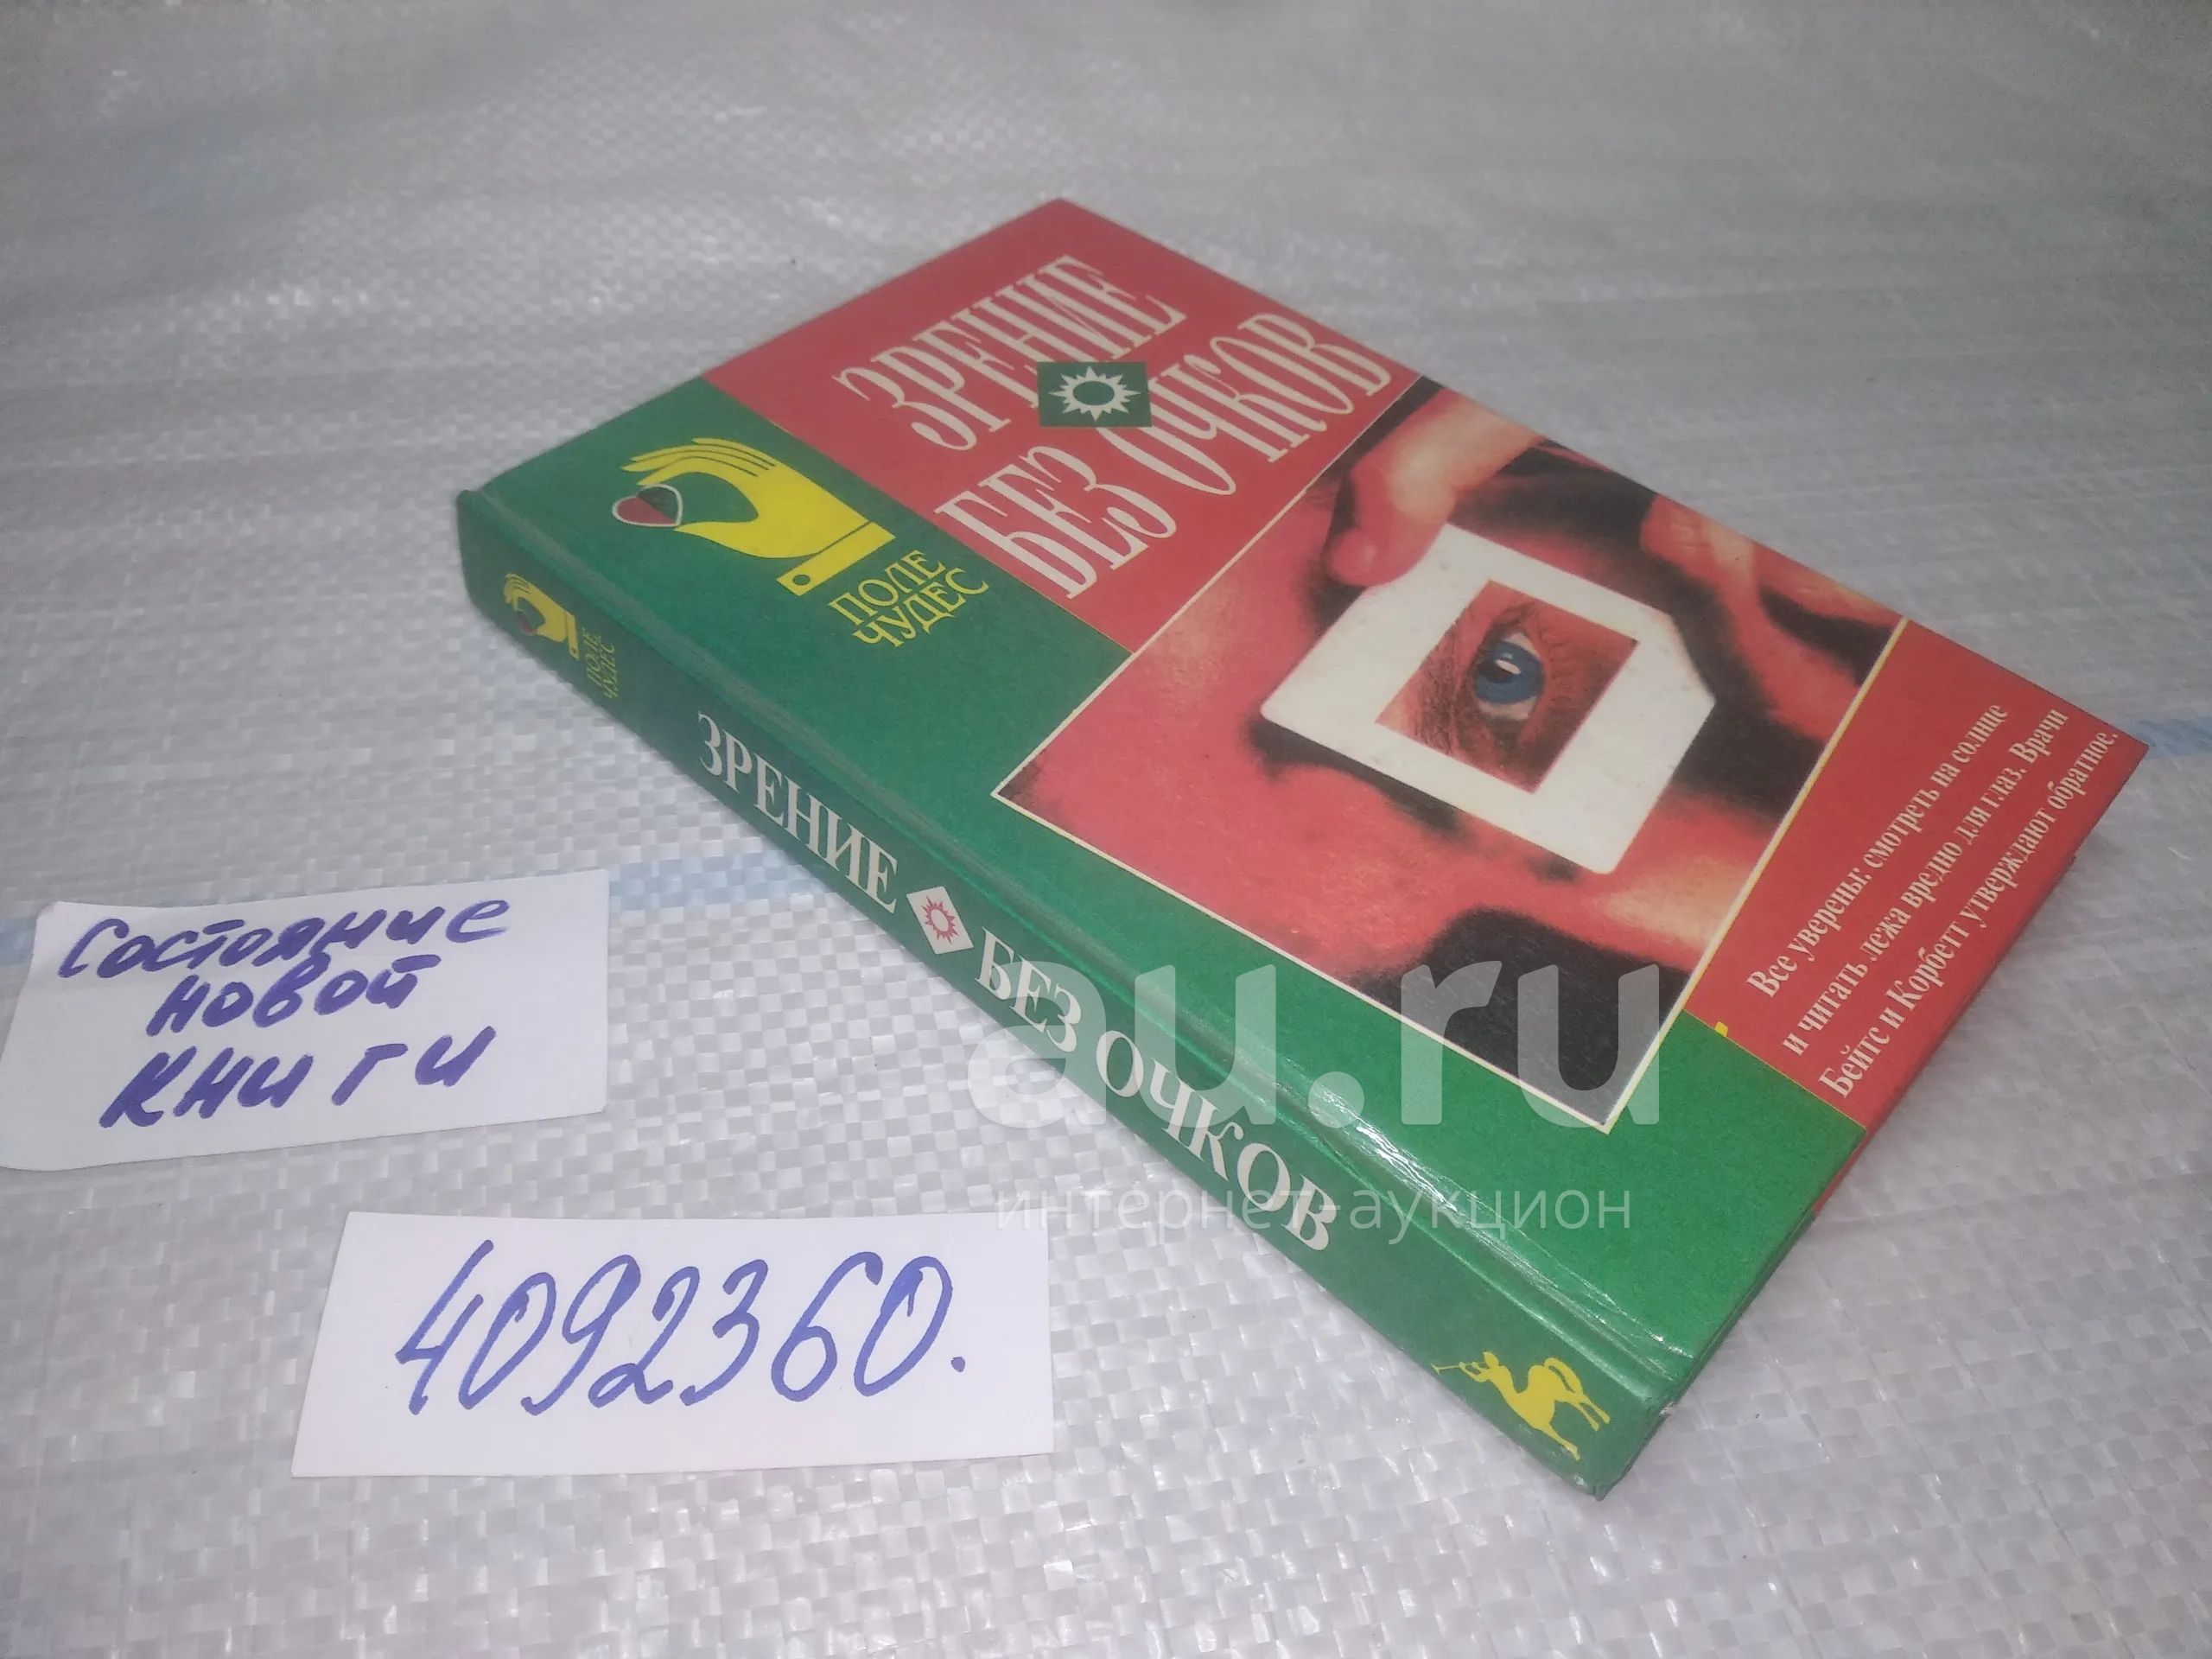 ЗРЕНИЕ
БЕЗ ОЧКОВ
ПОЛЕ
ЧУДЕС
Все уверены: смотреть на солнце
и читать лежа вредно для глаз. Врачи
Бейтс и Корбетт утверждают обратное.
ПОЛЕ
ЧУДЕС
ЗРЕНИЕ БЕЗ ОЧКОВ
Состояние
новой
книги
4092360.
au.ru
интернет-аукцион